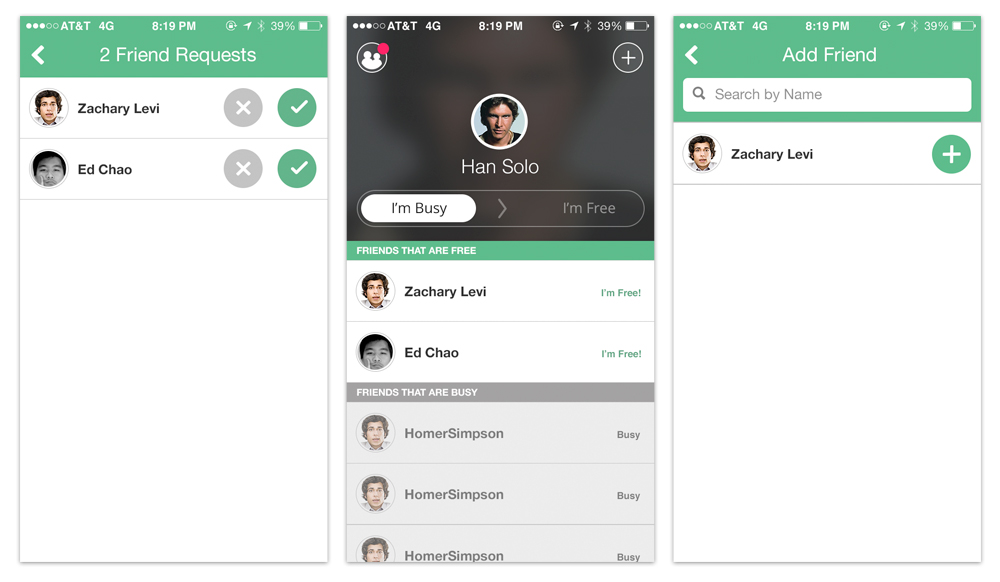 AT&T 4G 8:19 PM 39%
2 Friend Requests
Zachary Levi
Ed Chao
AT&T 4G 8:19 PM 39%
Han Solo
I'm Busy I'm Free
FRIENDS THAT ARE FREE
Zachary Levi I'm Free!
Ed Chao I'm Free!
FRIENDS THAT ARE BUSY
HomerSimpson Busy
HomerSimpson Busy
HomerSimpson Busy
AT&T 4G 8:19 PM 39%
Add Friend
Search by Name
Zachary Levi